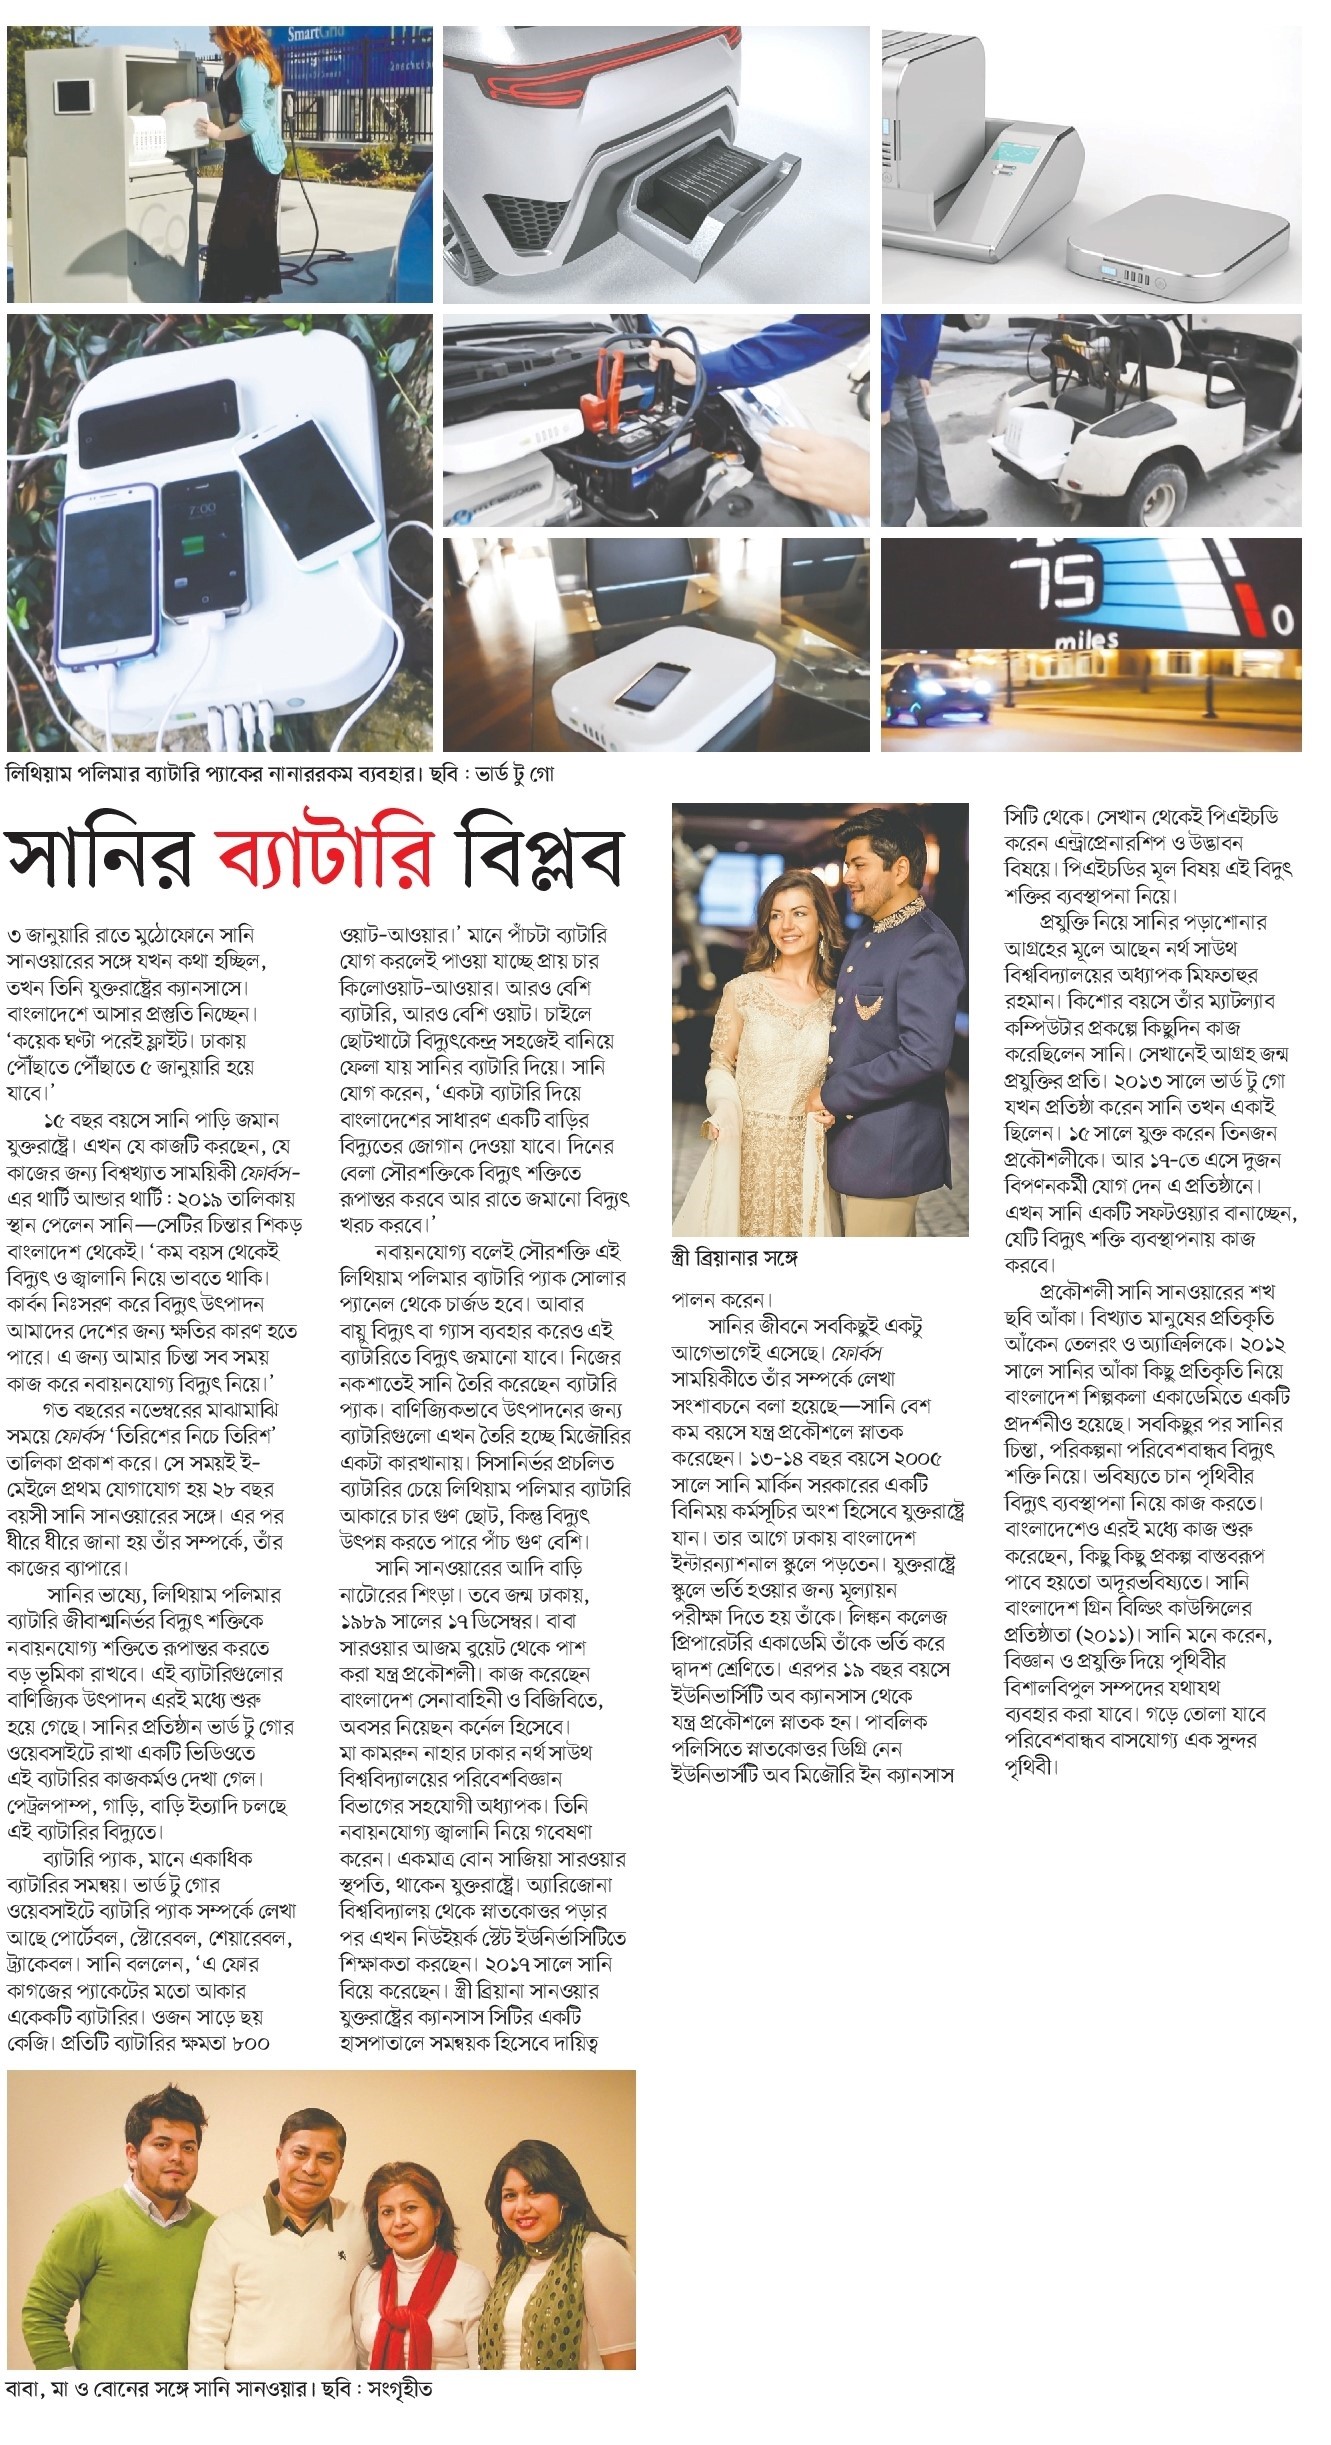 SmartGrid
GO
7:00
75
miles
0
লিথিয়াম পলিমার ব্যাটারি প্যাকের নানাররকম ব্যবহার। ছবি : ভার্ড টু গো
সানির ব্যাটারি বিপ্লব
৩ জানুয়ারি রাতে মুঠোফোনে সানি
সানওয়ারের সঙ্গে যখন কথা হচ্ছিল,
তখন তিনি যুক্তরাষ্ট্রের ক্যানসাসে।
বাংলাদেশে আসার প্রস্তুতি নিচ্ছেন।
‘কয়েক ঘণ্টা পরেই ফ্লাইট। ঢাকায়
পৌঁছাতে পৌঁছাতে ৫ জানুয়ারি হয়ে
যাবে।’
১৫ বছর বয়সে সানি পাড়ি জমান
যুক্তরাষ্ট্রে। এখন যে কাজটি করছেন, যে
কাজের জন্য বিশ্বখ্যাত সাময়িকী ফোর্বস-
এর থার্টি আন্ডার থার্টি : ২০১৯ তালিকায়
স্থান পেলেন সানি—সেটির চিন্তার শিকড়
বাংলাদেশ থেকেই। ‘কম বয়স থেকেই
বিদ্যুৎ ও জ্বালানি নিয়ে ভাবতে থাকি।
কার্বন নিঃসরণ করে বিদ্যুৎ উৎপাদন
আমাদের দেশের জন্য ক্ষতির কারণ হতে
পারে। এ জন্য আমার চিন্তা সব সময়
কাজ করে নবায়নযোগ্য বিদ্যুৎ নিয়ে।’
গত বছরের নভেম্বরের মাঝামাঝি
সময়ে ফোর্বস ‘তিরিশের নিচে তিরিশ’
তালিকা প্রকাশ করে। সে সময়ই ই-
মেইলে প্রথম যোগাযোগ হয় ২৮ বছর
বয়সী সানি সানওয়ারের সঙ্গে। এর পর
ধীরে ধীরে জানা হয় তাঁর সম্পর্কে, তাঁর
কাজের ব্যাপারে।
সানির ভাষ্যে, লিথিয়াম পলিমার
ব্যাটারি জীবাশ্মনির্ভর বিদ্যুৎ শক্তিকে
নবায়নযোগ্য শক্তিতে রূপান্তর করতে
বড় ভূমিকা রাখবে। এই ব্যাটারিগুলোর
বাণিজ্যিক উৎপাদন এরই মধ্যে শুরু
হয়ে গেছে। সানির প্রতিষ্ঠান ভার্ড টু গোর
ওয়েবসাইটে রাখা একটি ভিডিওতে
এই ব্যাটারির কাজকর্মও দেখা গেল।
পেট্রলপাম্প, গাড়ি, বাড়ি ইত্যাদি চলছে
এই ব্যাটারির বিদ্যুতে।
ব্যাটারি প্যাক, মানে একাধিক
ব্যাটারির সমন্বয়। ভার্ড টু গোর
ওয়েবসাইটে ব্যাটারি প্যাক সম্পর্কে লেখা
আছে পোর্টেবল, স্টোরেবল, শেয়ারেবল,
ট্র্যাকেবল। সানি বললেন, ‘এ ফোর
কাগজের প্যাকেটের মতো আকার
একেকটি ব্যাটারির। ওজন সাড়ে ছয়
কেজি। প্রতিটি ব্যাটারির ক্ষমতা ৮০০
ওয়াট-আওয়ার।’ মানে পাঁচটা ব্যাটারি
যোগ করলেই পাওয়া যাচ্ছে প্রায় চার
কিলোওয়াট-আওয়ার। আরও বেশি
ব্যাটারি, আরও বেশি ওয়াট। চাইলে
ছোটখাটো বিদ্যুৎকেন্দ্র সহজেই বানিয়ে
ফেলা যায় সানির ব্যাটারি দিয়ে। সানি
যোগ করেন, ‘একটা ব্যাটারি দিয়ে
বাংলাদেশের সাধারণ একটি বাড়ির
বিদ্যুতের জোগান দেওয়া যাবে। দিনের
বেলা সৌরশক্তিকে বিদ্যুৎ শক্তিতে
রূপান্তর করবে আর রাতে জমানো বিদ্যুৎ
খরচ করবে।’
নবায়নযোগ্য বলেই সৌরশক্তি এই
লিথিয়াম পলিমার ব্যাটারি প্যাক সোলার
প্যানেল থেকে চার্জড হবে। আবার
বায়ু বিদ্যুৎ বা গ্যাস ব্যবহার করেও এই
ব্যাটারিতে বিদ্যুৎ জমানো যাবে। নিজের
নকশাতেই সানি তৈরি করেছেন ব্যাটারি
প্যাক। বাণিজ্যিকভাবে উৎপাদনের জন্য
ব্যাটারিগুলো এখন তৈরি হচ্ছে মিজৌরির
একটা কারখানায়। সিসানির্ভর প্রচলিত
ব্যাটারির চেয়ে লিথিয়াম পলিমার ব্যাটারি
আকারে চার গুণ ছোট, কিন্তু বিদ্যুৎ
উৎপন্ন করতে পারে পাঁচ গুণ বেশি।
সানি সানওয়ারের আদি বাড়ি
নাটোরের শিংড়া। তবে জন্ম ঢাকায়,
১৯৮৯ সালের ১৭ ডিসেম্বর। বাবা
সারওয়ার আজম বুয়েট থেকে পাশ
করা যন্ত্র প্রকৌশলী। কাজ করেছেন
বাংলাদেশ সেনাবাহিনী ও বিজিবিতে,
অবসর নিয়েছন কর্নেল হিসেবে।
মা কামরুন নাহার ঢাকার নর্থ সাউথ
বিশ্ববিদ্যালয়ের পরিবেশবিজ্ঞান
বিভাগের সহযোগী অধ্যাপক। তিনি
নবায়নযোগ্য জ্বালানি নিয়ে গবেষণা
করেন। একমাত্র বোন সাজিয়া সারওয়ার
স্থপতি, থাকেন যুক্তরাষ্ট্রে। অ্যারিজোনা
বিশ্ববিদ্যালয় থেকে স্নাতকোত্তর পড়ার
পর এখন নিউইয়র্ক স্টেট ইউনির্ভাসিটিতে
শিক্ষাকতা করছেন। ২০১৭ সালে সানি
বিয়ে করেছেন। স্ত্রী ব্রিয়ানা সানওয়ার
যুক্তরাষ্ট্রের ক্যানসাস সিটির একটি
হাসপাতালে সমন্বয়ক হিসেবে দায়িত্ব
স্ত্রী ব্রিয়ানার সঙ্গে
পালন করেন।
সানির জীবনে সবকিছুই একটু
আগেভাগেই এসেছে। ফোর্বস
সাময়িকীতে তাঁর সম্পর্কে লেখা
সংশাবচনে বলা হয়েছে—সানি বেশ
কম বয়সে যন্ত্র প্রকৌশলে স্নাতক
করেছেন। ১৩-১৪ বছর বয়সে ২০০৫
সালে সানি মার্কিন সরকারের একটি
বিনিময় কর্মসূচির অংশ হিসেবে যুক্তরাষ্ট্রে
যান। তার আগে ঢাকায় বাংলাদেশ
ইন্টারন্যাশনাল স্কুলে পড়তেন। যুক্তরাষ্ট্রে
স্কুলে ভর্তি হওয়ার জন্য মূল্যায়ন
পরীক্ষা দিতে হয় তাঁকে। লিঙ্কন কলেজ
প্রিপারেটরি একাডেমি তাঁকে ভর্তি করে
দ্বাদশ শ্রেণিতে। এরপর ১৯ বছর বয়সে
ইউনিভার্সিটি অব ক্যানসাস থেকে
যন্ত্র প্রকৌশলে স্নাতক হন। পাবলিক
পলিসিতে স্নাতকোত্তর ডিগ্রি নেন
ইউনিভার্সটি অব মিজৌরি ইন ক্যানসাস
সিটি থেকে। সেখান থেকেই পিএইচডি
করেন এন্ট্রাপ্রেনারশিপ ও উদ্ভাবন
বিষয়ে। পিএইচডির মূল বিষয় এই বিদুৎ
শক্তির ব্যবস্থাপনা নিয়ে।
প্রযুক্তি নিয়ে সানির পড়াশোনার
আগ্রহের মূলে আছেন নর্থ সাউথ
বিশ্ববিদ্যালয়ের অধ্যাপক মিফতাহুর
রহমান। কিশোর বয়সে তাঁর ম্যাটল্যাব
কম্পিউটার প্রকল্পে কিছুদিন কাজ
করেছিলেন সানি। সেখানেই আগ্রহ জন্ম
প্রযুক্তির প্রতি। ২০১৩ সালে ভার্ড টু গো
যখন প্রতিষ্ঠা করেন সানি তখন একাই
ছিলেন। ১৫ সালে যুক্ত করেন তিনজন
প্রকৌশলীকে। আর ১৭-তে এসে দুজন
বিপণনকর্মী যোগ দেন এ প্রতিষ্ঠানে।
এখন সানি একটি সফটওয়্যার বানাচ্ছেন,
যেটি বিদ্যুৎ শক্তি ব্যবস্থাপনায় কাজ
করবে।
প্রকৌশলী সানি সানওয়ারের শখ
ছবি আঁকা। বিখ্যাত মানুষের প্রতিকৃতি
আঁকেন তেলরং ও অ্যাক্রিলিকে। ২০১২
সালে সানির আঁকা কিছু প্রতিকৃতি নিয়ে
বাংলাদেশ শিল্পকলা একাডেমিতে একটি
প্রদর্শনীও হয়েছে। সবকিছুর পর সানির
চিন্তা, পরিকল্পনা পরিবেশবান্ধব বিদ্যুৎ
শক্তি নিয়ে। ভবিষ্যতে চান পৃথিবীর
বিদ্যুৎ ব্যবস্থাপনা নিয়ে কাজ করতে।
বাংলাদেশেও এরই মধ্যে কাজ শুরু
করেছেন, কিছু কিছু প্রকল্প বাস্তবরূপ
পাবে হয়তো অদূরভবিষ্যতে। সানি
বাংলাদেশ গ্রিন বিল্ডিং কাউন্সিলের
প্রতিষ্ঠাতা (২০১১)। সানি মনে করেন,
বিজ্ঞান ও প্রযুক্তি দিয়ে পৃথিবীর
বিশালবিপুল সম্পদের যথাযথ
ব্যবহার করা যাবে। গড়ে তোলা যাবে
পরিবেশবান্ধব বাসযোগ্য এক সুন্দর
পৃথিবী।
বাবা, মা ও বোনের সঙ্গে সানি সানওয়ার। ছবি : সংগৃহীত